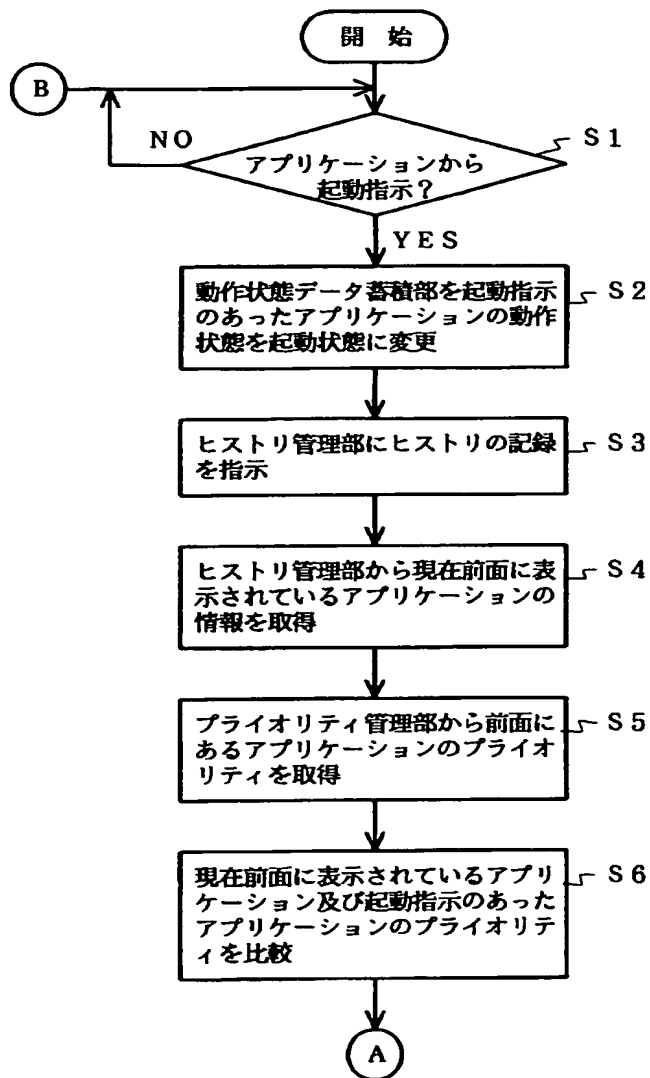 開 始
B
NO
S1
アプリケーションから
起動指示?
YES
S2
動作状態データ蓄積部を起動指示
のあったアプリケーションの動作
状態を起動状態に変更
S3
ヒストリ管理部にヒストリの記録
を指示
S4
ヒストリ管理部から現在前面に表
示されているアプリケーションの
情報を取得
S5
プライオリティ管理部から前面に
あるアプリケーションのプライオ
リティを取得
S6
現在前面に表示されているアプリ
ケーション及び起動指示のあった
アプリケーションのプライオリテ
ィを比較
A